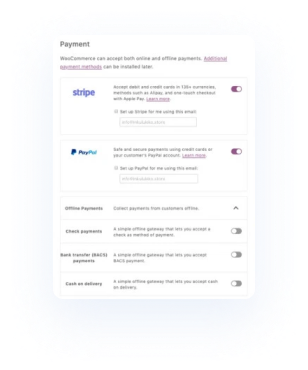 Payment
WooCommerce can accept both online and offline payments. Additional
payment methods can be installed later.
stripe
Accept debit and credit cards in 135+ currencies,
methods such as Alipay, and one-touch checkout
with Apple Pay. Learn more.
Set up Stripe for me using this email:
PayPal
Safe and secure payments using credit cards or
your customer's PayPal account. Learn more.
Set up PayPal for me using this email:
Offline Payments
Collect payments from customers offline.
Check payments
A simple offline gateway that lets you accept a
check as method of payment.
Bank transfer (BACS)
payments
A simple offline gateway that lets you accept
BACS payment.
Cash on delivery
A simple offline gateway that lets you accept cash
on delivery.